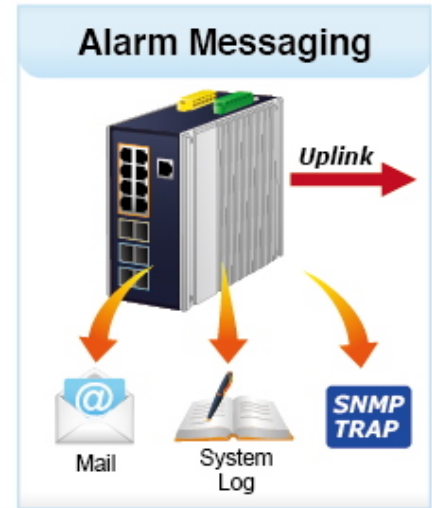 Alarm Messaging
Uplink
@
Mail
System
Log
SNMP
TRAP